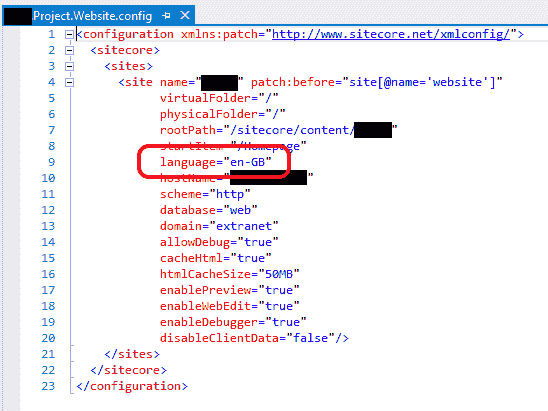 .Project.Website.config
1 <configuration xmlns:patch="http://www.sitecore.net/xmlconfig/">
2 <sitecore>
3 <sites>
4 <site name="" patch:before="site[@name='website']"
5 virtualFolder="/"
6 physicalFolder="/"
7 rootPath="/sitecore/content/"
8 startItem="/Homepage"
9 language="en-GB"
10 hostName=""
11 scheme="http"
12 database="web"
13 domain="extranet"
14 allowDebug="true"
15 cacheHtml="true"
16 htmlCacheSize="50MB"
17 enablePreview="true"
18 enableWebEdit="true"
19 enableDebugger="true"
20 disableClientData="false"/>
21 </sites>
22 </sitecore>
23 </configuration>